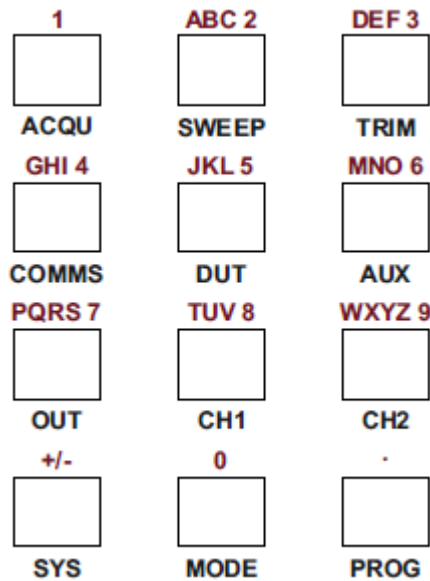 1 ABC 2 DEF 3
ACQU SWEEP TRIM
GHI 4 JKL 5 MNO 6
COMMS DUT AUX
PQRS 7 TUV 8 WXYZ 9
OUT CH1 CH2
+/- 0 ·
SYS MODE PROG